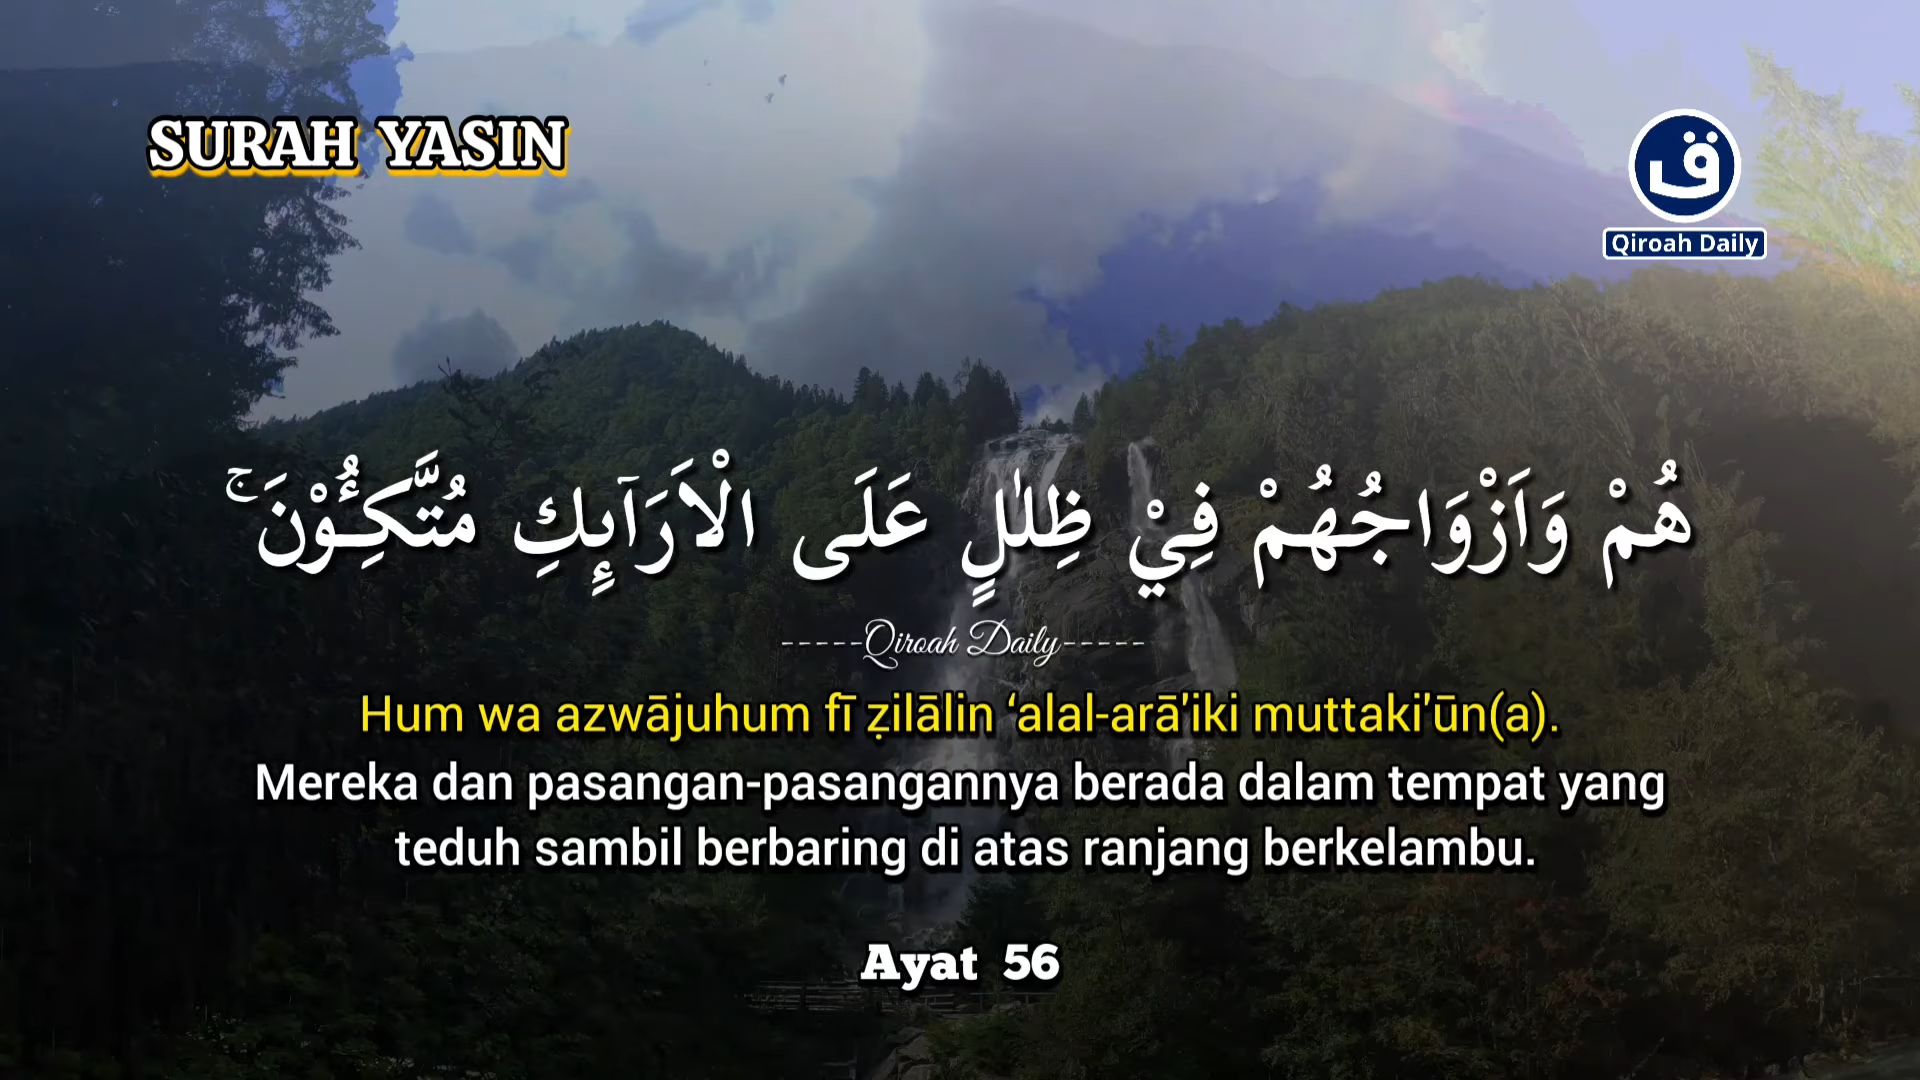 SURAH YASIN
ق
Qiroah Daily
هُمْ وَاَزْوَاجُهُمْ فِيْ ظِلٰلٍ عَلَى الْاَرَاۤىِٕكِ مُتَّكِـُٔوْنَ ۚ
-----Qiroah Daily-----
Hum wa azwājuhum fī ẓilālin ‘alal-arā'iki muttaki'ūn(a).
Mereka dan pasangan-pasangannya berada dalam tempat yang
teduh sambil berbaring di atas ranjang berkelambu.
Ayat 56